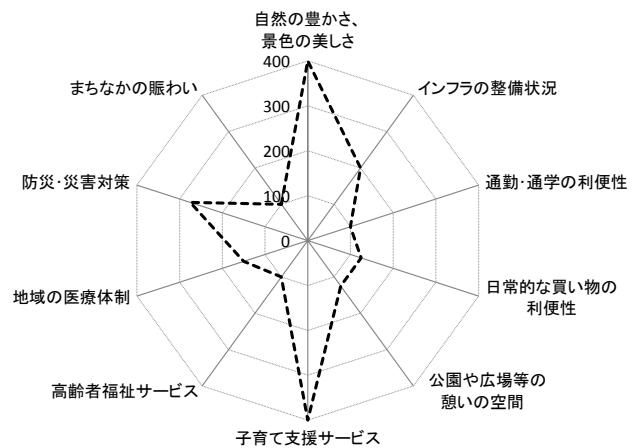 自然の豊かさ、
景色の美しさ
インフラの整備状況
通勤・通学の利便性
日常的な買い物の
利便性
公園や広場等の
憩いの空間
子育て支援サービス
高齢者福祉サービス
地域の医療体制
防災・災害対策
まちなかの賑わい
400
300
200
100
0